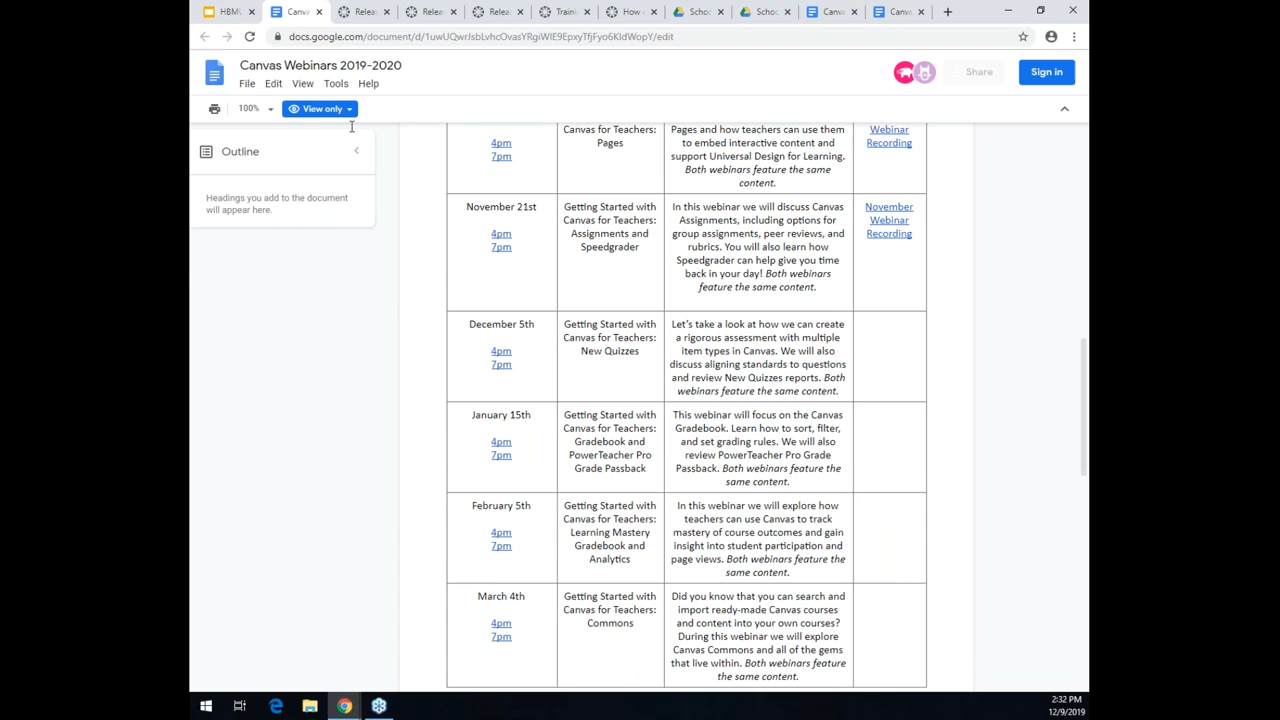 HBMU
Canva
Relea
Relea
Relea
Traini
How
Schoo
Schoo
Canv
Canv
docs.google.com/document/d/1uwUQwrJsbLvhcOvasYRgiWIE9EpxyTfjFyo6KldWopY/edit
Canvas Webinars 2019-2020
File Edit View Tools Help
Share
Sign in
100%
View only
Outline
Headings you add to the document
will appear here.
Canvas for Teachers:
Pages
4pm
7pm
Pages and how teachers can use them
to embed interactive content and
support Universal Design for Learning.
Both webinars feature the same
content.
Webinar
Recording
November 21st
4pm
7pm
Getting Started with
Canvas for Teachers:
Assignments and
Speedgrader
In this webinar we will discuss Canvas
Assignments, including options for
group assignments, peer reviews, and
rubrics. You will also learn how
Speedgrader can help give you time
back in your day! Both webinars
feature the same content.
November
Webinar
Recording
December 5th
4pm
7pm
Getting Started with
Canvas for Teachers:
New Quizzes
Let's take a look at how we can create
a rigorous assessment with multiple
item types in Canvas. We will also
discuss aligning standards to questions
and review New Quizzes reports. Both
webinars feature the same content.
January 15th
4pm
7pm
Getting Started with
Canvas for Teachers:
Gradebook and
PowerTeacher Pro
Grade Passback
This webinar will focus on the Canvas
Gradebook. Learn how to sort, filter,
and set grading rules. We will also
review PowerTeacher Pro Grade
Passback. Both webinars feature the
same content.
February 5th
4pm
7pm
Getting Started with
Canvas for Teachers:
Learning Mastery
Gradebook and
Analytics
In this webinar we will explore how
teachers can use Canvas to track
mastery of course outcomes and gain
insight into student participation and
page views. Both webinars feature the
same content.
March 4th
4pm
7pm
Getting Started with
Canvas for Teachers:
Commons
Did you know that you can search and
import ready-made Canvas courses
and content into your own courses?
During this webinar we will explore
Canvas Commons and all of the gems
that live within. Both webinars feature
the same content.
2:32 PM
12/9/2019